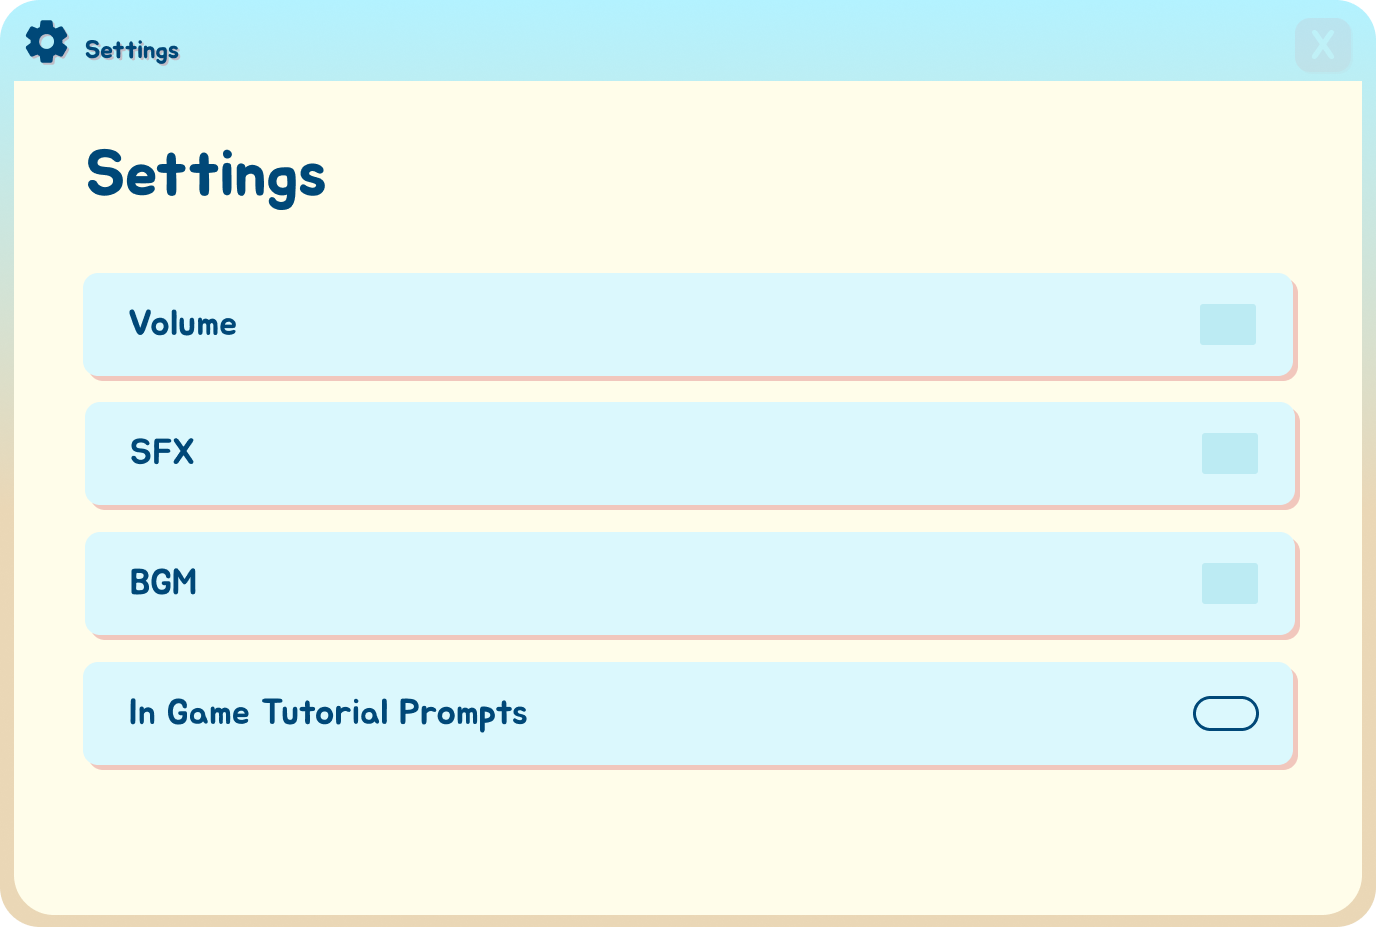 Settings
X
Settings
Volume
SFX
BGM
In Game Tutorial Prompts